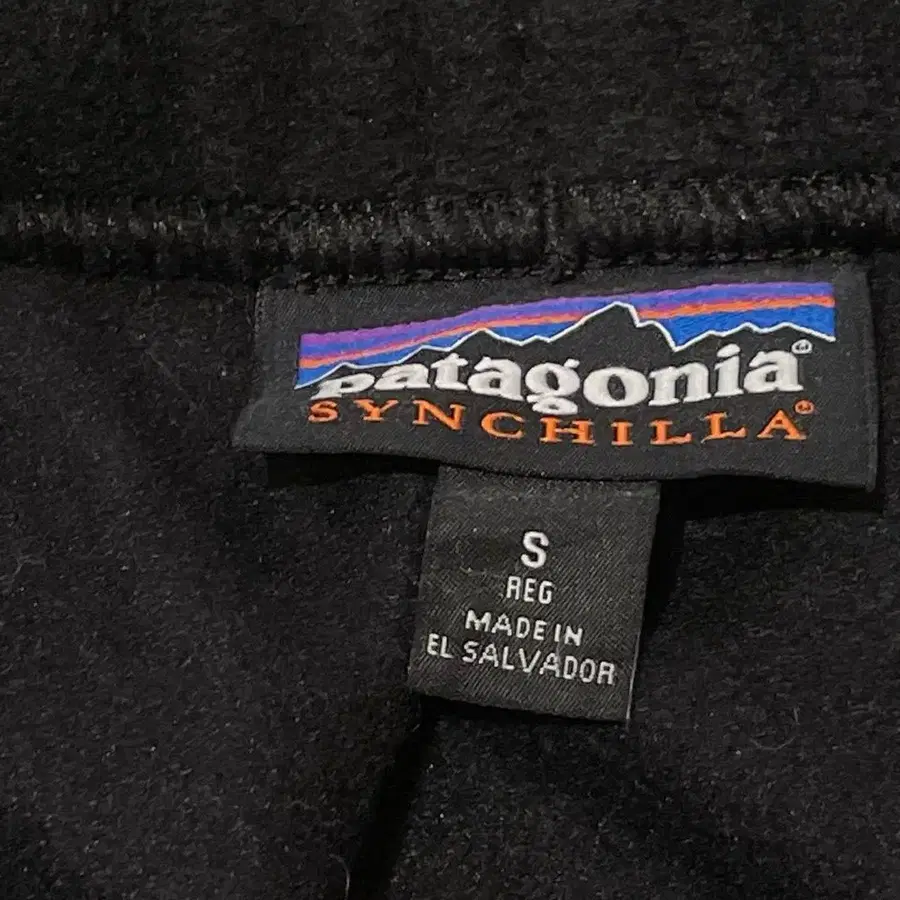 patagonia®
SYNCHILLA®
S
REG
MADE IN
EL SALVADOR